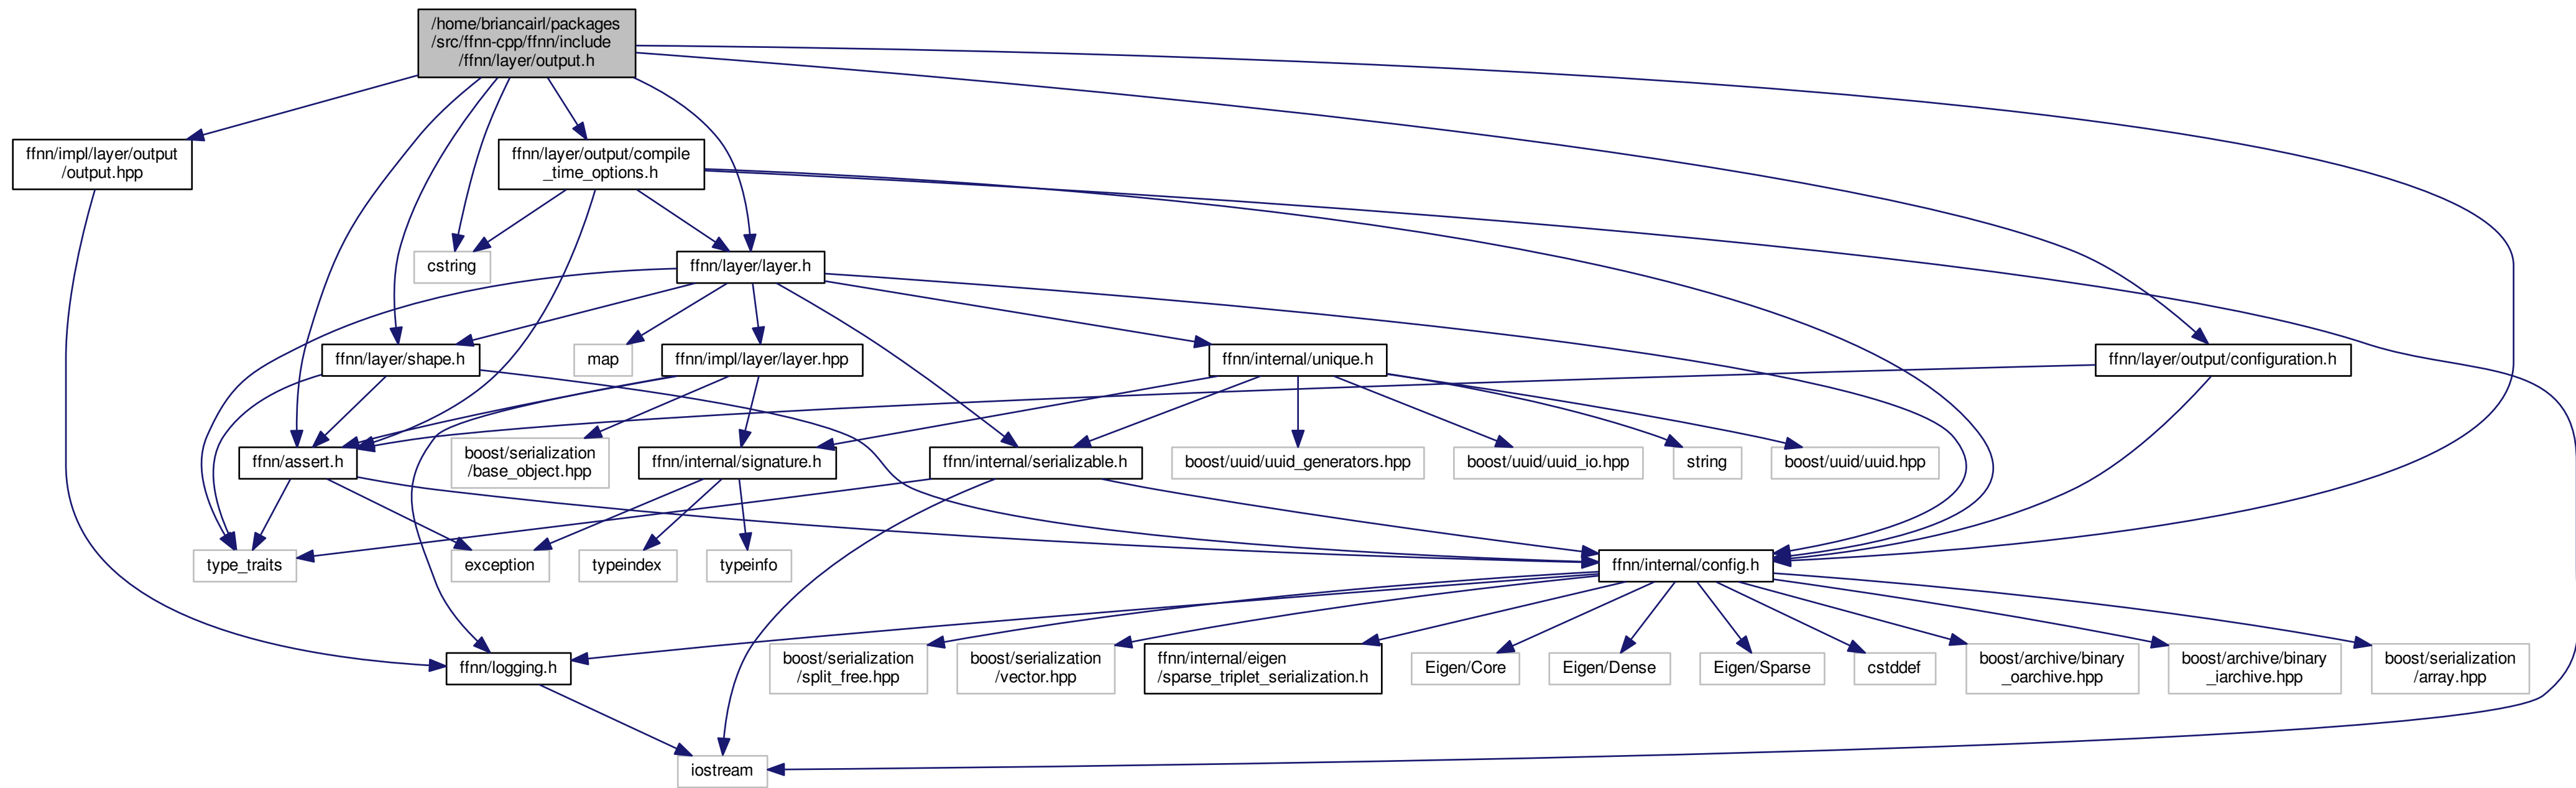 /home/briancairl/packages
/src/ffnn-cpp/ffnn/include
/ffnn/layer/output.h
ffnn/impl/layer/output
/output.hpp
ffnn/layer/output/compile
_time_options.h
cstring
ffnn/layer/layer.h
ffnn/layer/shape.h
map
ffnn/impl/layer/layer.hpp
ffnn/internal/unique.h
ffnn/layer/output/configuration.h
ffnn/assert.h
boost/serialization
/base_object.hpp
ffnn/internal/signature.h
ffnn/internal/serializable.h
boost/uuid/uuid_generators.hpp
boost/uuid/uuid_io.hpp
string
boost/uuid/uuid.hpp
type_traits
exception
typeindex
typeinfo
ffnn/internal/config.h
ffnn/logging.h
boost/serialization
/split_free.hpp
boost/serialization
/vector.hpp
ffnn/internal/eigen
/sparse_triplet_serialization.h
Eigen/Core
Eigen/Dense
Eigen/Sparse
cstddef
boost/archive/binary
_oarchive.hpp
boost/archive/binary
_iarchive.hpp
boost/serialization
/array.hpp
iostream